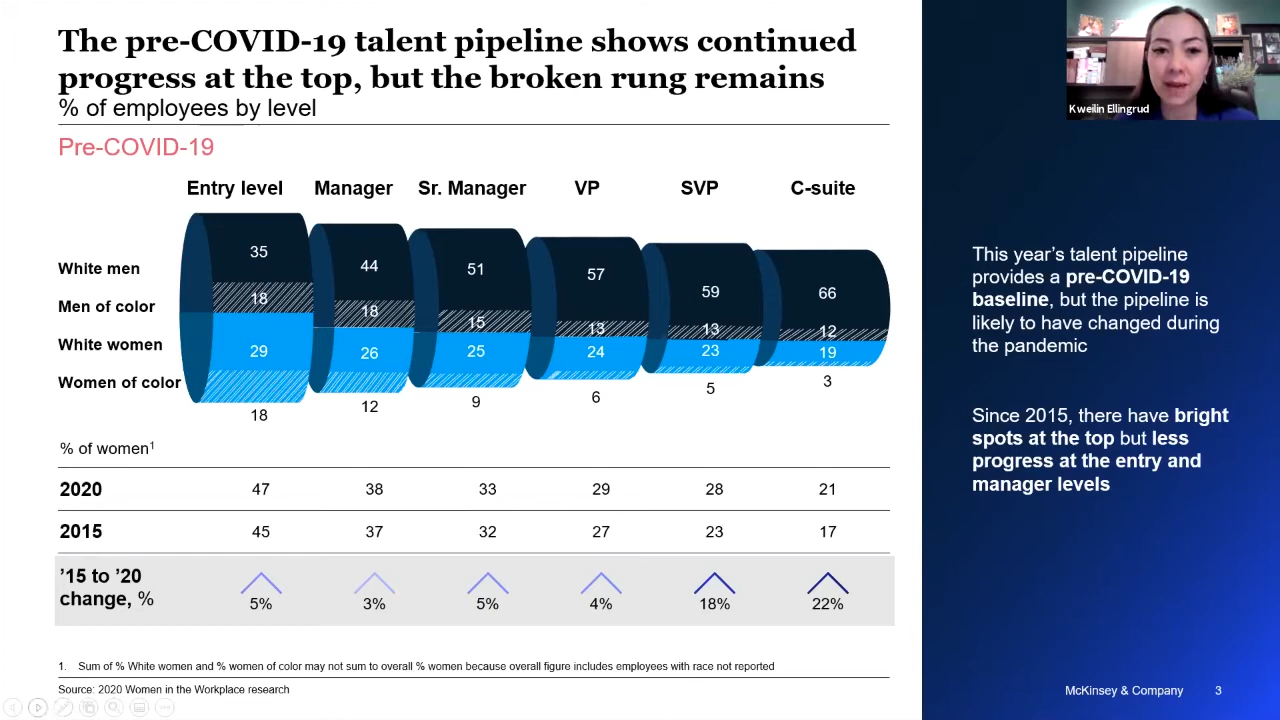 The pre-COVID-19 talent pipeline shows continued
progress at the top, but the broken rung remains
% of employees by level
Pre-COVID-19
Entry level Manager Sr. Manager VP SVP C-suite
White men 35 44 51 57 59 66
Men of color 18 18 15 13 13 12
White women 29 26 25 24 23 19
Women of color 18 12 9 6 5 3
% of women1
2020 47 38 33 29 28 21
2015 45 37 32 27 23 17
’15 to ’20
change, % 5% 3% 5% 4% 18% 22%
1. Sum of % White women and % women of color may not sum to overall % women because overall figure includes employees with race not reported
Source: 2020 Women in the Workplace research
Kweilin Ellingrud
This year’s talent pipeline
provides a pre-COVID-19
baseline, but the pipeline is
likely to have changed during
the pandemic
Since 2015, there have bright
spots at the top but less
progress at the entry and
manager levels
McKinsey & Company 3